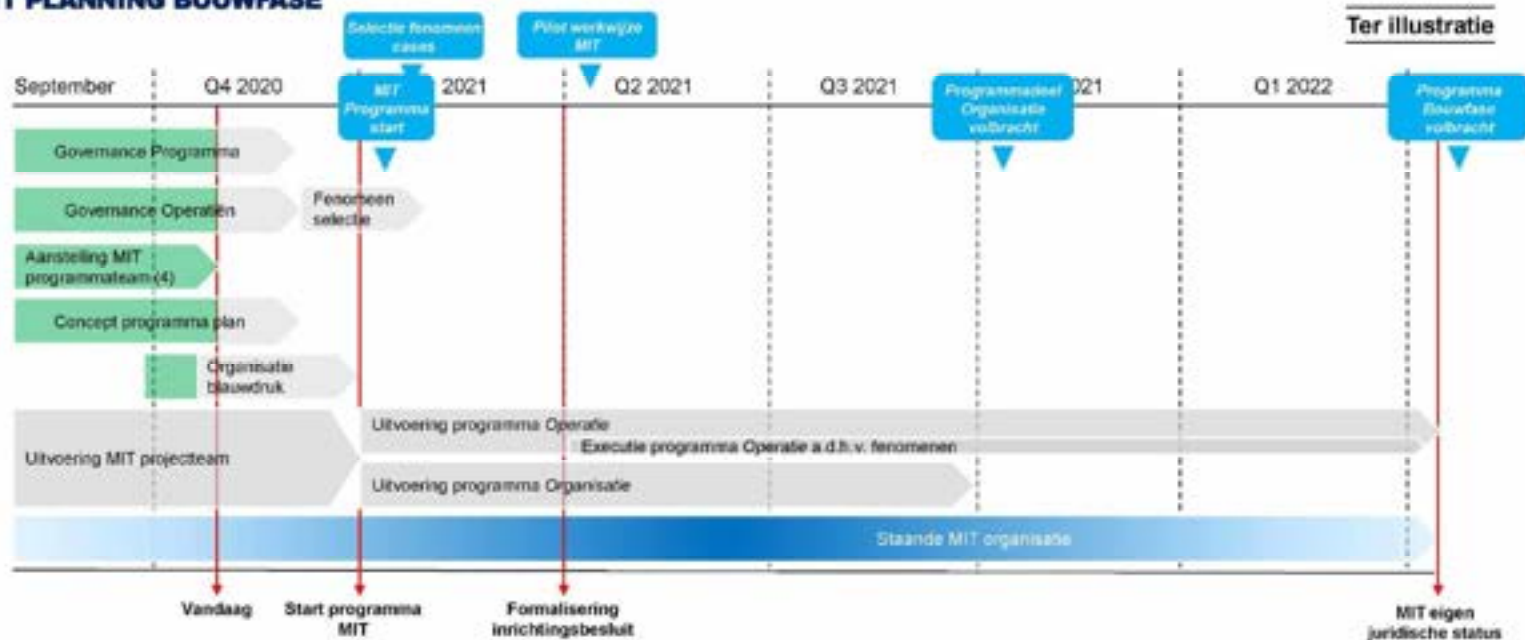 T PLANNING BOUWFASE
Ter illustratie
Selectie fenomeen
cases
Pilot werkwijze
MIT
September
Q4 2020
2021
Q2 2021
Q3 2021
021
Q1 2022
MIT
Programma
start
Programmadeel
Organisatie
volbracht
Programma
Bouwfase
volbracht
Governance Programma
Governance Operatiën
Fenomeen
selectie
Aanstelling MIT
programmateam (4)
Concept programma plan
Organisatie
blauwdruk
Uitvoering programma Operatie
Executie programma Operatie a.d.h.v. fenomenen
Uitvoering MIT projectteam
Uitvoering programma Organisatie
Staande MIT organisatie
Vandaag
Start programma
MIT
Formalisering
inrichtingsbesluit
MIT eigen
juridische status